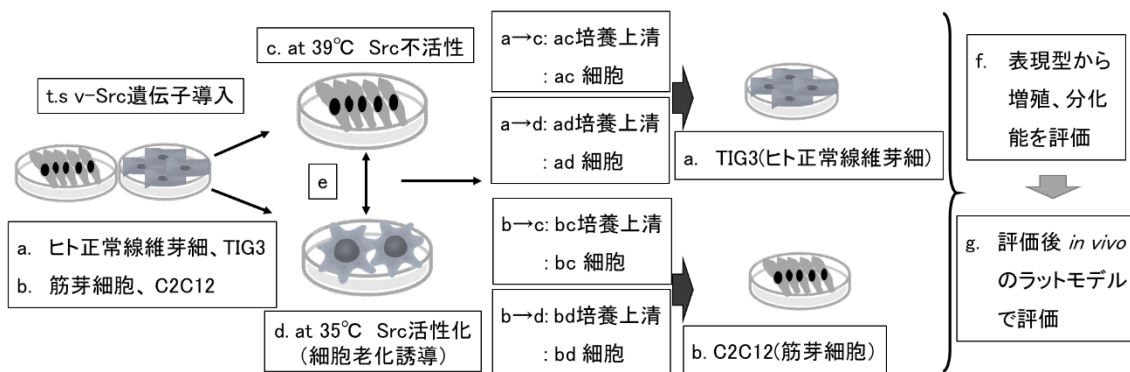 t.s v-Src遺伝子導入
a. ヒト正常線維芽細、TIG3
b. 筋芽細胞、C2C12
c. at 39℃ Src不活性
e
d. at 35℃ Src活性化
(細胞老化誘導)
a→c: ac培養上清
: ac 細胞
a→d: ad培養上清
: ad 細胞
b→c: bc培養上清
: bc 細胞
b→d: bd培養上清
: bd 細胞
a. TIG3(ヒト正常線維芽細)
b. C2C12(筋芽細胞)
f. 表現型から
増殖、分化
能を評価
g. 評価後 in vivo
のラットモデル
で評価